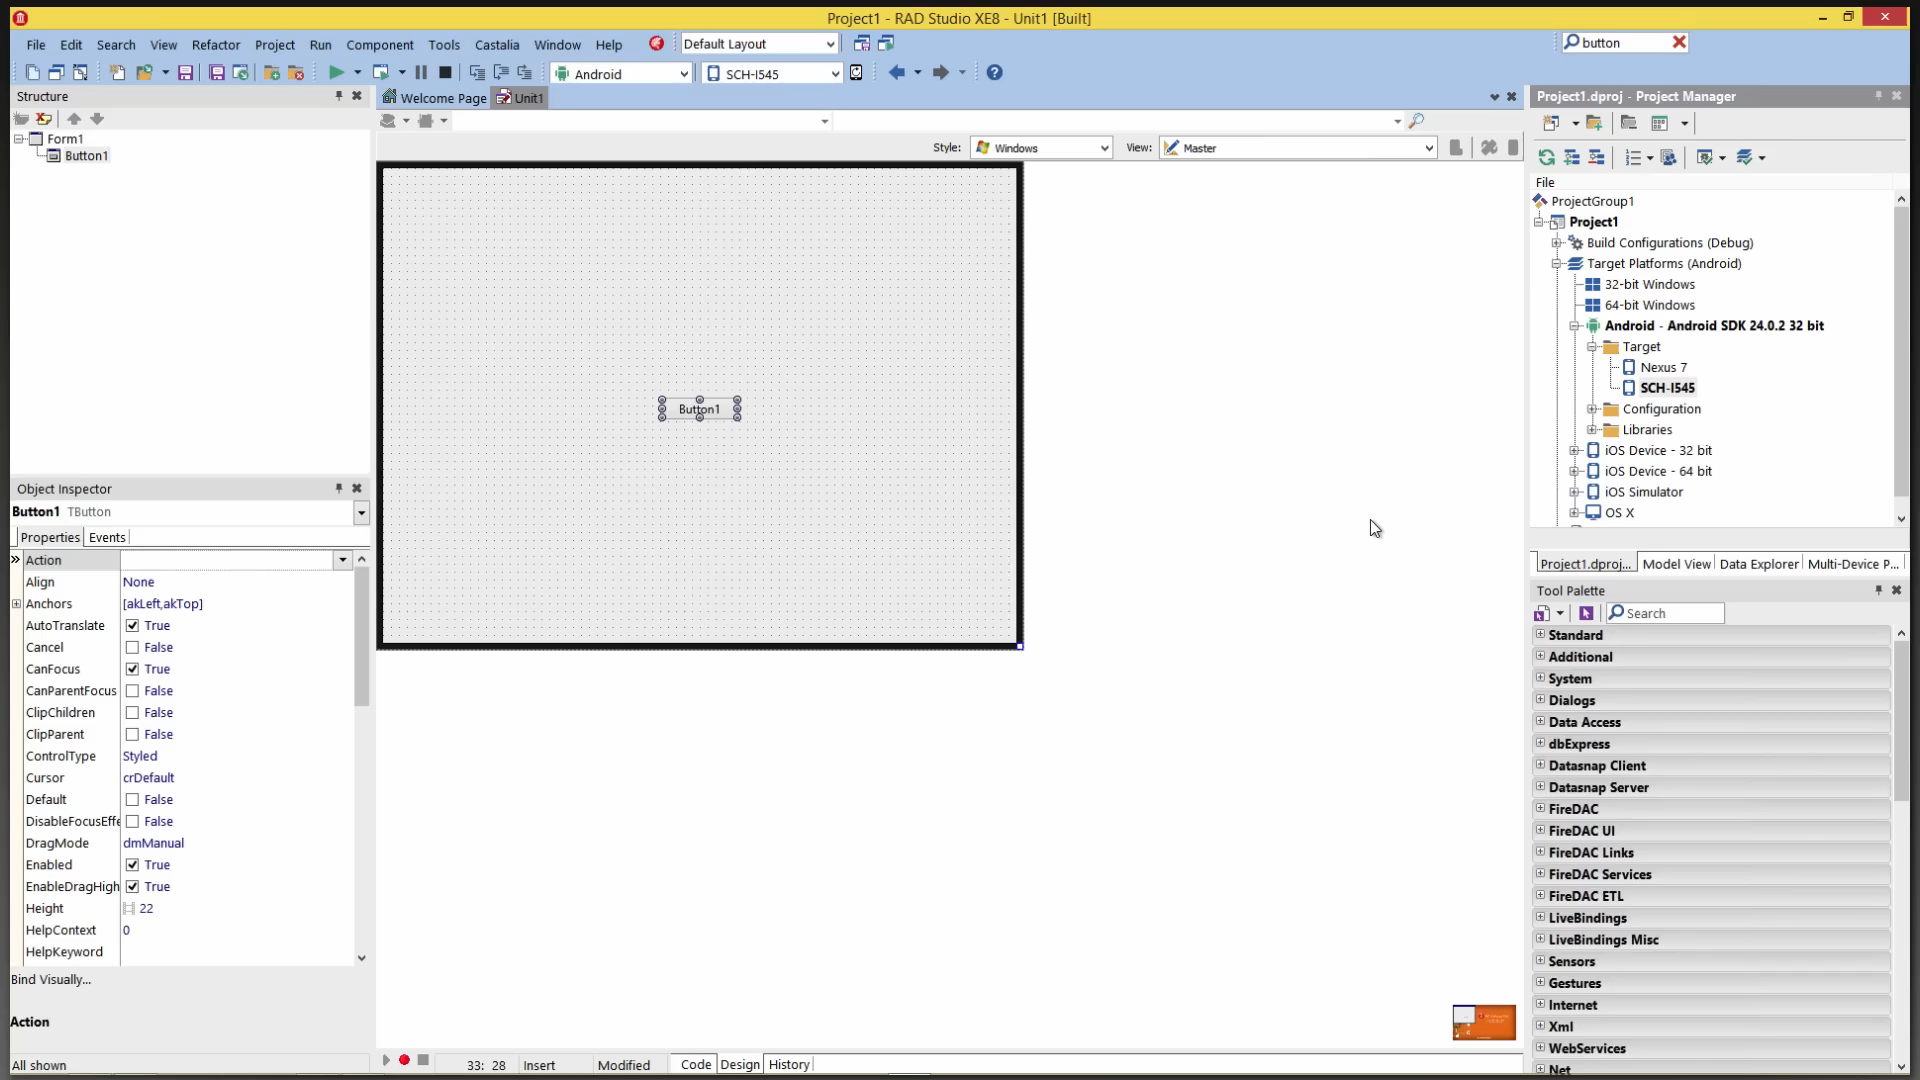 Project1 - RAD Studio XE8 - Unit1 [Built]
File Edit Search View Refactor Project Run Component Tools Castalia Window Help
Default Layout
button
Android
SCH-I545
Structure
Form1
Button1
Welcome Page
Unit1
Style:
Windows
View:
Master
Button1
Object Inspector
Button1 TButton
Properties
Events
Action
Align None
Anchors [akLeft,akTop]
AutoTranslate True
Cancel False
CanFocus True
CanParentFocus False
ClipChildren False
ClipParent False
ControlType Styled
Cursor crDefault
Default False
DisableFocusEffe False
DragMode dmManual
Enabled True
EnableDragHigh True
Height 22
HelpContext 0
HelpKeyword
Bind Visually...
Action
All shown
33: 28
Insert
Modified
Code
Design
History
Project1.dproj - Project Manager
File
ProjectGroup1
Project1
Build Configurations (Debug)
Target Platforms (Android)
32-bit Windows
64-bit Windows
Android - Android SDK 24.0.2 32 bit
Target
Nexus 7
SCH-I545
Configuration
Libraries
iOS Device - 32 bit
iOS Device - 64 bit
iOS Simulator
OS X
Project1.dproj...
Model View
Data Explorer
Multi-Device P...
Tool Palette
Search
Standard
Additional
System
Dialogs
Data Access
dbExpress
Datasnap Client
Datasnap Server
FireDAC
FireDAC UI
FireDAC Links
FireDAC Services
FireDAC ETL
LiveBindings
LiveBindings Misc
Sensors
Gestures
Internet
Xml
WebServices
Net